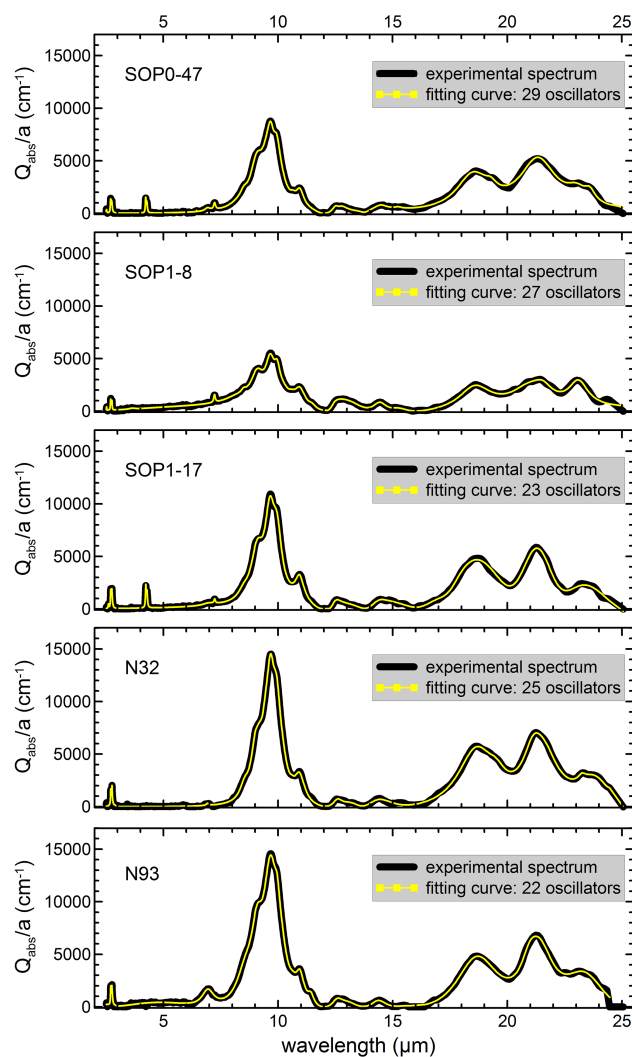 5 10 15 20 25
15000
10000
5000
0
Qabs/a (cm-1)
SOP0-47
experimental spectrum
fitting curve: 29 oscillators
15000
10000
5000
0
Qabs/a (cm-1)
SOP1-8
experimental spectrum
fitting curve: 27 oscillators
15000
10000
5000
0
Qabs/a (cm-1)
SOP1-17
experimental spectrum
fitting curve: 23 oscillators
15000
10000
5000
0
Qabs/a (cm-1)
N32
experimental spectrum
fitting curve: 25 oscillators
15000
10000
5000
0
Qabs/a (cm-1)
N93
experimental spectrum
fitting curve: 22 oscillators
5 10 15 20 25
wavelength (µm)